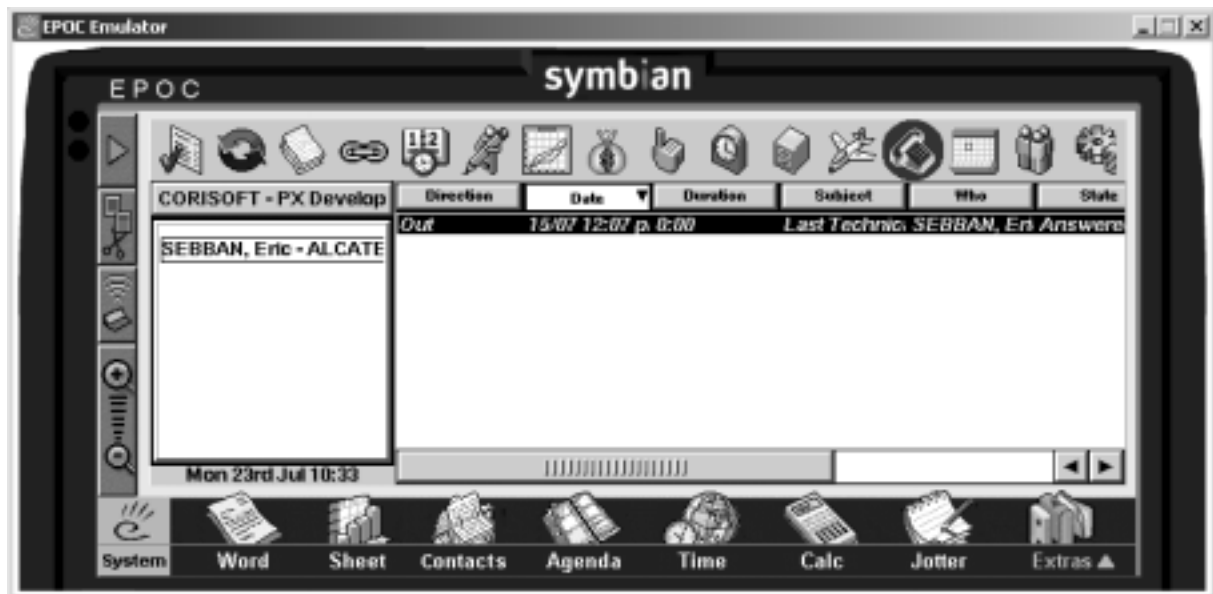 EPOC Emulator
symbian
EPOC
1:2
CORISOFT - PX Develop
Direction Date Duration Subject Who State
Out 15/07 12:07 p. 0:00 Last Technic SEBBAN, Eri Answere
SEBBAN, Eric - ALCATE
Mon 23rd Jul 10:33
System Word Sheet Contacts Agenda Time Calc Jotter Extras